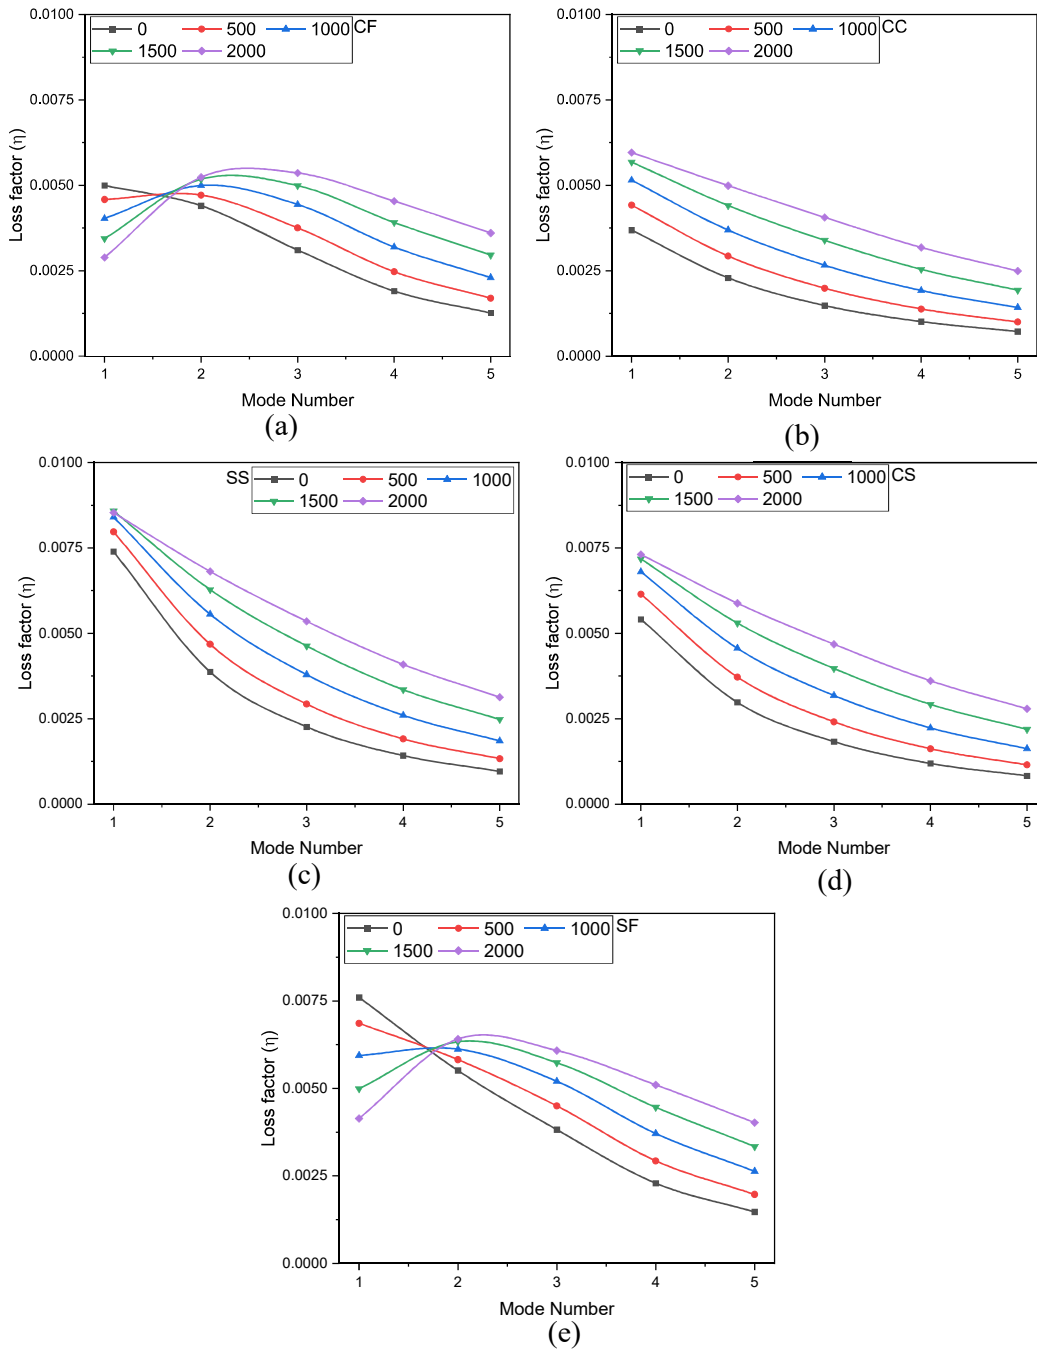 0 500 1000 CF
1500 2000
0.0100
0.0075
0.0050
0.0025
0.0000
Loss factor (η)
1 2 3 4 5
Mode Number
(a)
0 500 1000 CC
1500 2000
0.0100
0.0075
0.0050
0.0025
0.0000
Loss factor (η)
1 2 3 4 5
Mode Number
(b)
SS 0 500 1000
1500 2000
0.0100
0.0075
0.0050
0.0025
0.0000
Loss factor (η)
1 2 3 4 5
Mode Number
(c)
0 500 1000 CS
1500 2000
0.0100
0.0075
0.0050
0.0025
0.0000
Loss factor (η)
1 2 3 4 5
Mode Number
(d)
0 500 1000 SF
1500 2000
0.0100
0.0075
0.0050
0.0025
0.0000
Loss factor (η)
1 2 3 4 5
Mode Number
(e)